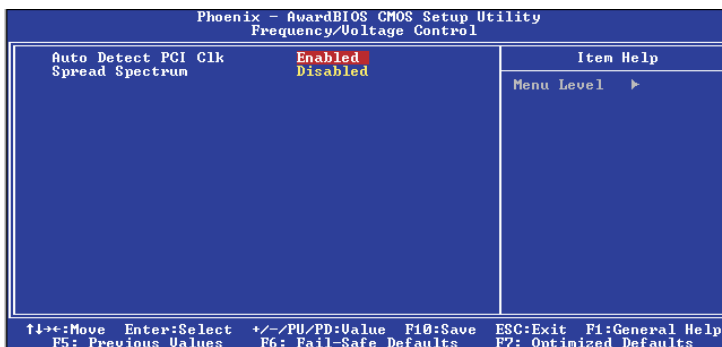 Phoenix - AwardBIOS CMOS Setup Utility
Frequency/Voltage Control
Auto Detect PCI Clk Enabled
Spread Spectrum Disabled
Item Help
Menu Level ►
↑↓→←:Move Enter:Select +/-/PU/PD:Value F10:Save ESC:Exit F1:General Help
F5: Previous Values F6: Fail-Safe Defaults F7: Optimized Defaults